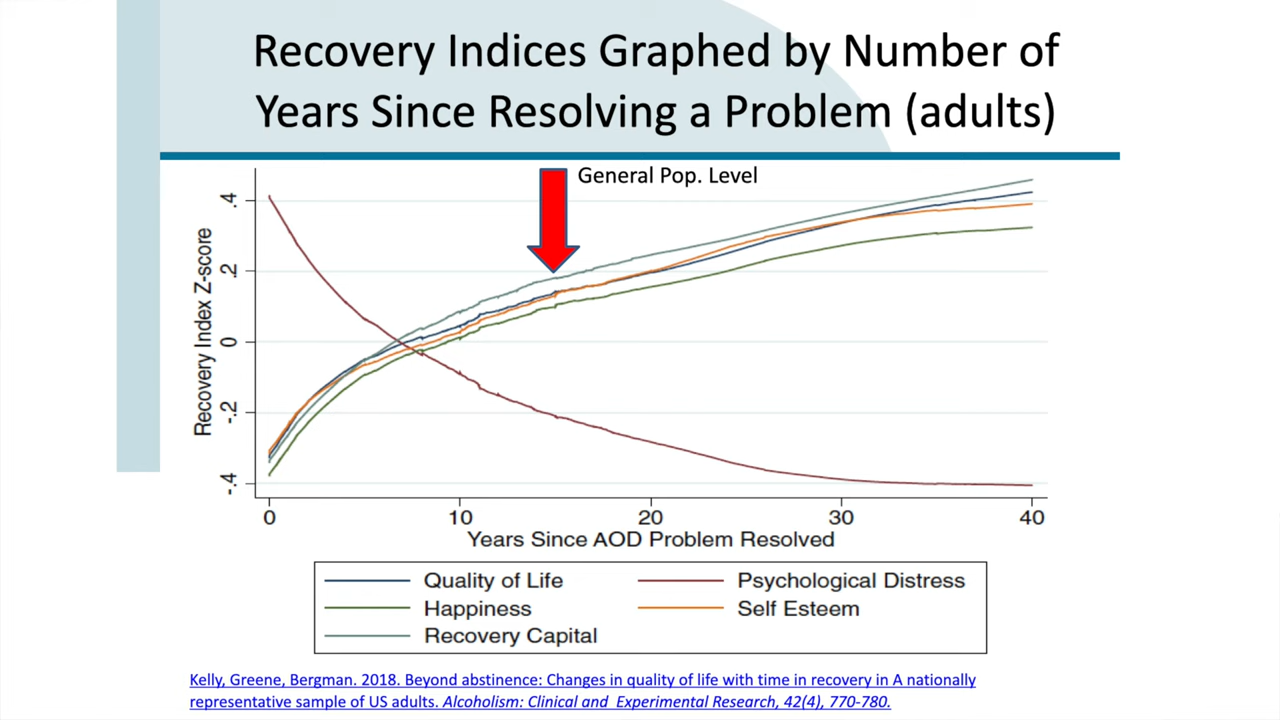 Recovery Indices Graphed by Number of
Years Since Resolving a Problem (adults)
General Pop. Level
Recovery Index Z-score
.4
.2
0
-.2
-.4
0 10 20 30 40
Years Since AOD Problem Resolved
Quality of Life Psychological Distress
Happiness Self Esteem
Recovery Capital
Kelly, Greene, Bergman. 2018. Beyond abstinence: Changes in quality of life with time in recovery in A nationally
representative sample of US adults. Alcoholism: Clinical and Experimental Research, 42(4), 770-780.